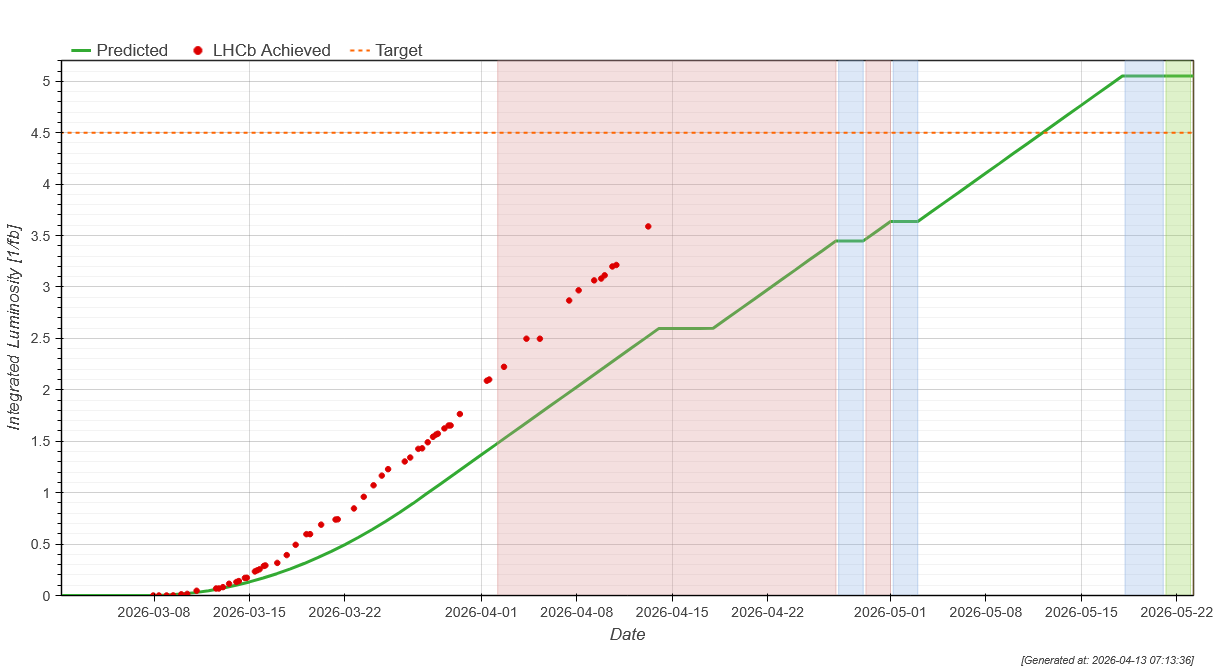 Predicted LHCb Achieved Target
5
4.5
4
3.5
3
2.5
2
1.5
1
0.5
0
Integrated Luminosity [1/fb]
2026-03-08 2026-03-15 2026-03-22 2026-04-01 2026-04-08 2026-04-15 2026-04-22 2026-05-01 2026-05-08 2026-05-15 2026-05-22
Date
[Generated at: 2026-04-13 07:13:36]